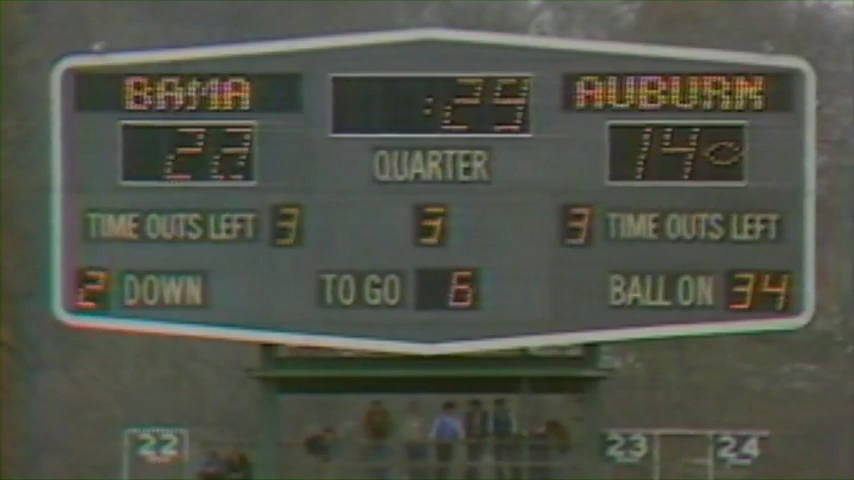 BAMA :29 AUBURN
22 QUARTER 14
TIME OUTS LEFT 3 3 3 TIME OUTS LEFT
2 DOWN TO GO 6 BALL ON 34
22 23 24